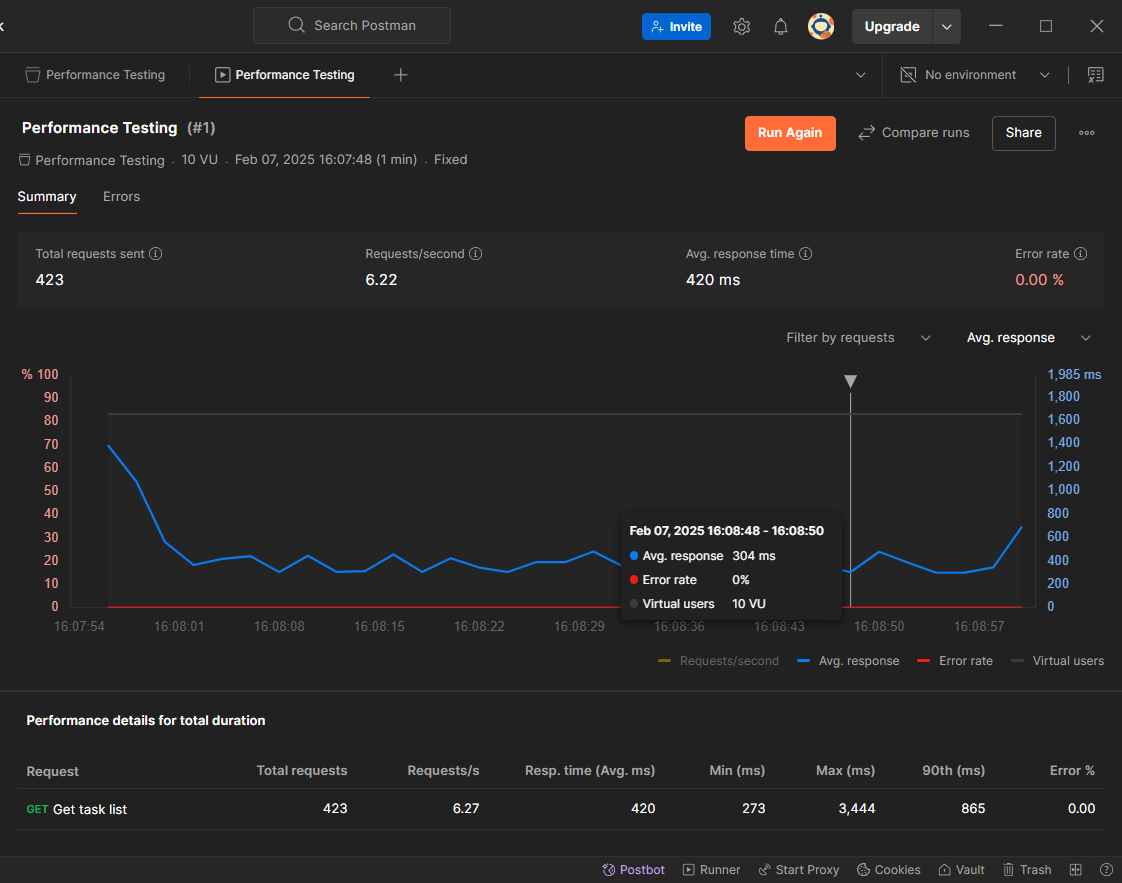 Search Postman
Invite
Upgrade
Performance Testing
Performance Testing
No environment
Performance Testing (#1)
Run Again
Compare runs
Share
Performance Testing . 10 VU . Feb 07, 2025 16:07:48 (1 min) . Fixed
Summary
Errors
Total requests sent
Requests/second
Avg. response time
Error rate
423
6.22
420 ms
0.00 %
Filter by requests
Avg. response
% 100
90
80
70
60
50
40
30
20
10
0
1,985 ms
1,800
1,600
1,400
1,200
1,000
800
600
400
200
0
Feb 07, 2025 16:08:48 - 16:08:50
Avg. response 304 ms
Error rate 0%
Virtual users 10 VU
16:07:54 16:08:01 16:08:08 16:08:15 16:08:22 16:08:29 16:08:36 16:08:43 16:08:50 16:08:57
Requests/second Avg. response Error rate Virtual users
Performance details for total duration
Request Total requests Requests/s Resp. time (Avg. ms) Min (ms) Max (ms) 90th (ms) Error %
GET Get task list 423 6.27 420 273 3,444 865 0.00
Postbot Runner Start Proxy Cookies Vault Trash